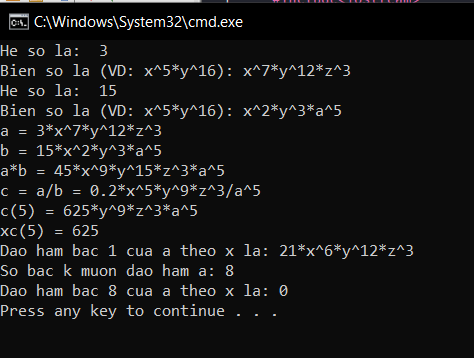 C:\Windows\System32\cmd.exe
He so la:  3
Bien so la (VD: x^5*y^16): x^7*y^12*z^3
He so la:  15
Bien so la (VD: x^5*y^16): x^2*y^3*a^5
a = 3*x^7*y^12*z^3
b = 15*x^2*y^3*a^5
a*b = 45*x^9*y^15*z^3*a^5
c = a/b = 0.2*x^5*y^9*z^3/a^5
c(5) = 625*y^9*z^3*a^5
xc(5) = 625
Dao ham bac 1 cua a theo x la: 21*x^6*y^12*z^3
So bac k muon dao ham a: 8
Dao ham bac 8 cua a theo x la: 0
Press any key to continue . . .